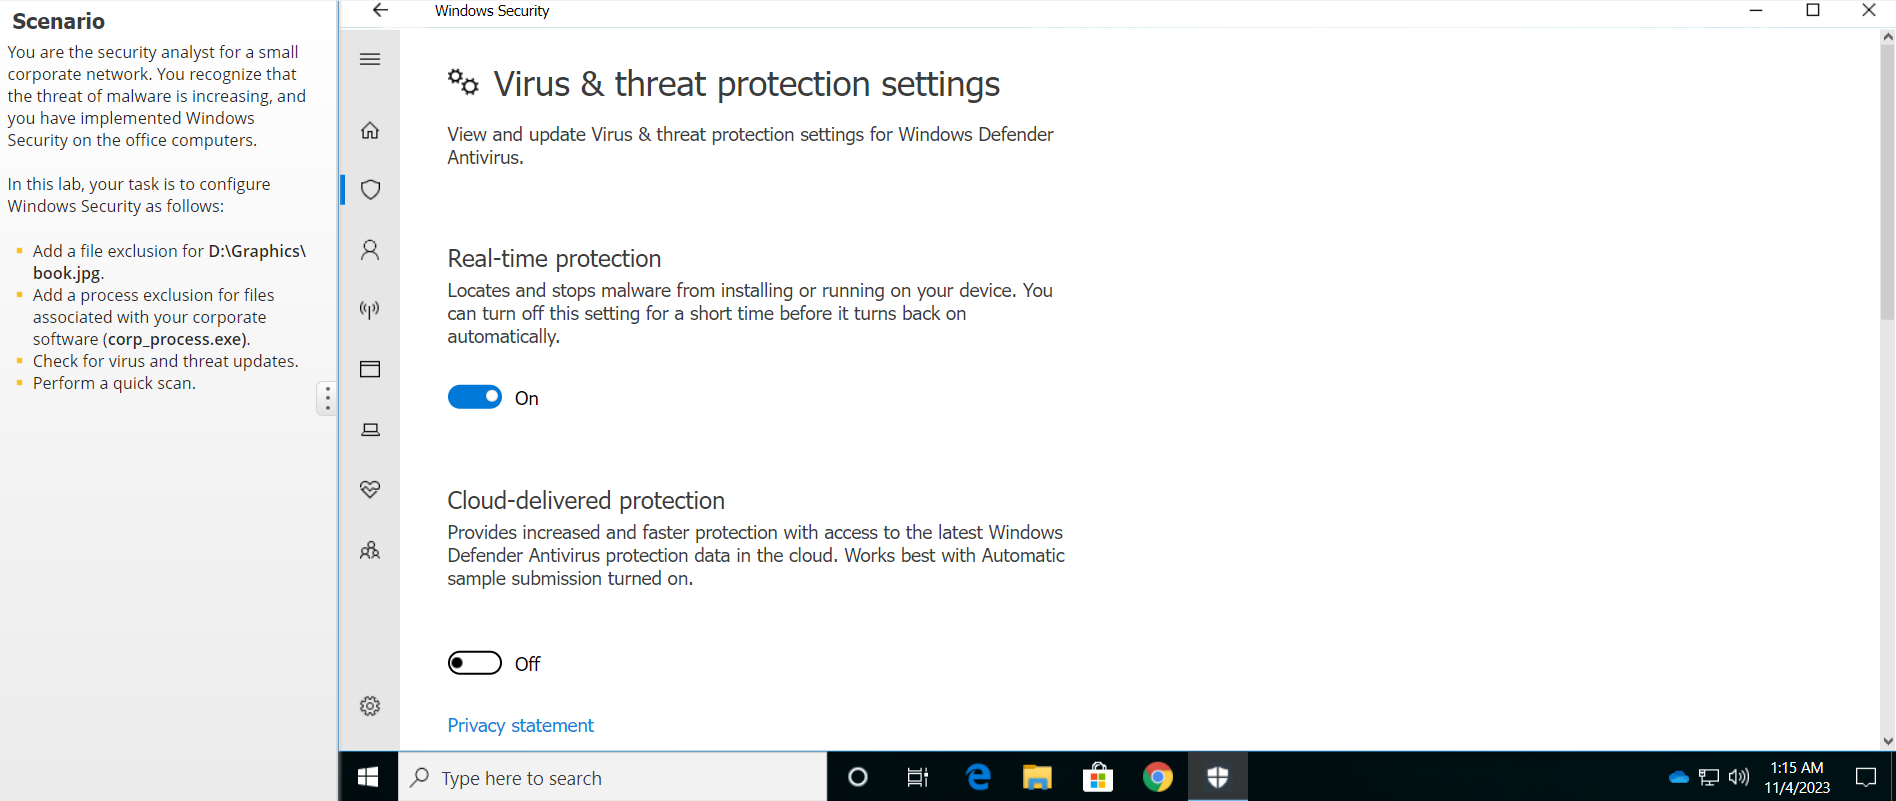 Scenario
You are the security analyst for a small
corporate network. You recognize that
the threat of malware is increasing, and
you have implemented Windows
Security on the office computers.
In this lab, your task is to configure
Windows Security as follows:
Add a file exclusion for D:\Graphics\
book.jpg.
Add a process exclusion for files
associated with your corporate
software (corp_process.exe).
Check for virus and threat updates.
Perform a quick scan.
Windows Security
Virus & threat protection settings
View and update Virus & threat protection settings for Windows Defender
Antivirus.
Real-time protection
Locates and stops malware from installing or running on your device. You
can turn off this setting for a short time before it turns back on
automatically.
On
Cloud-delivered protection
Provides increased and faster protection with access to the latest Windows
Defender Antivirus protection data in the cloud. Works best with Automatic
sample submission turned on.
Off
Privacy statement
Type here to search
1:15 AM
11/4/2023